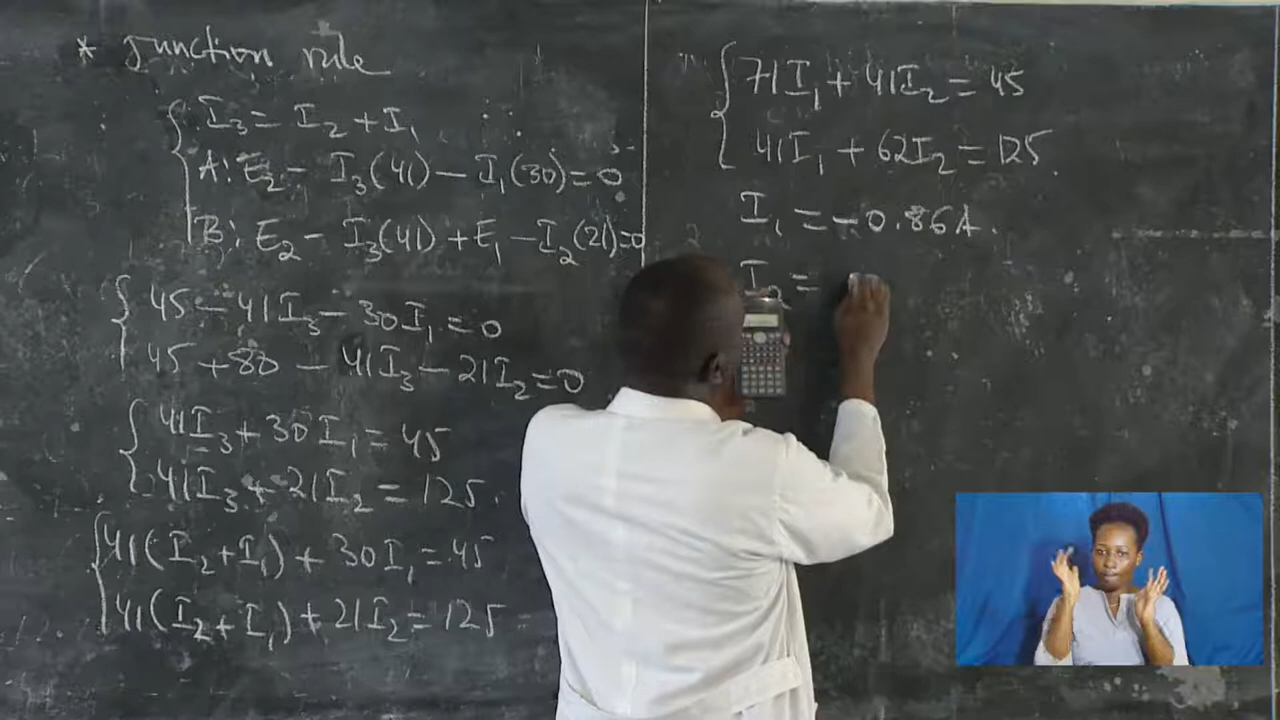 * Junction rule
I₃ = I₂ + I₁
A: E₂ - I₃(41) - I₁(30) = 0
B: E₂ - I₃(41) + E₁ - I₂(21) = 0
45 - 41I₃ - 30I₁ = 0
45 + 80 - 41I₃ - 21I₂ = 0
41I₃ + 30I₁ = 45
41I₃ + 21I₂ = 125
41(I₂ + I₁) + 30I₁ = 45
41(I₂ + I₁) + 21I₂ = 125
71I₁ + 41I₂ = 45
41I₁ + 62I₂ = 125.
I₁ = -0.86A.
I₂ =